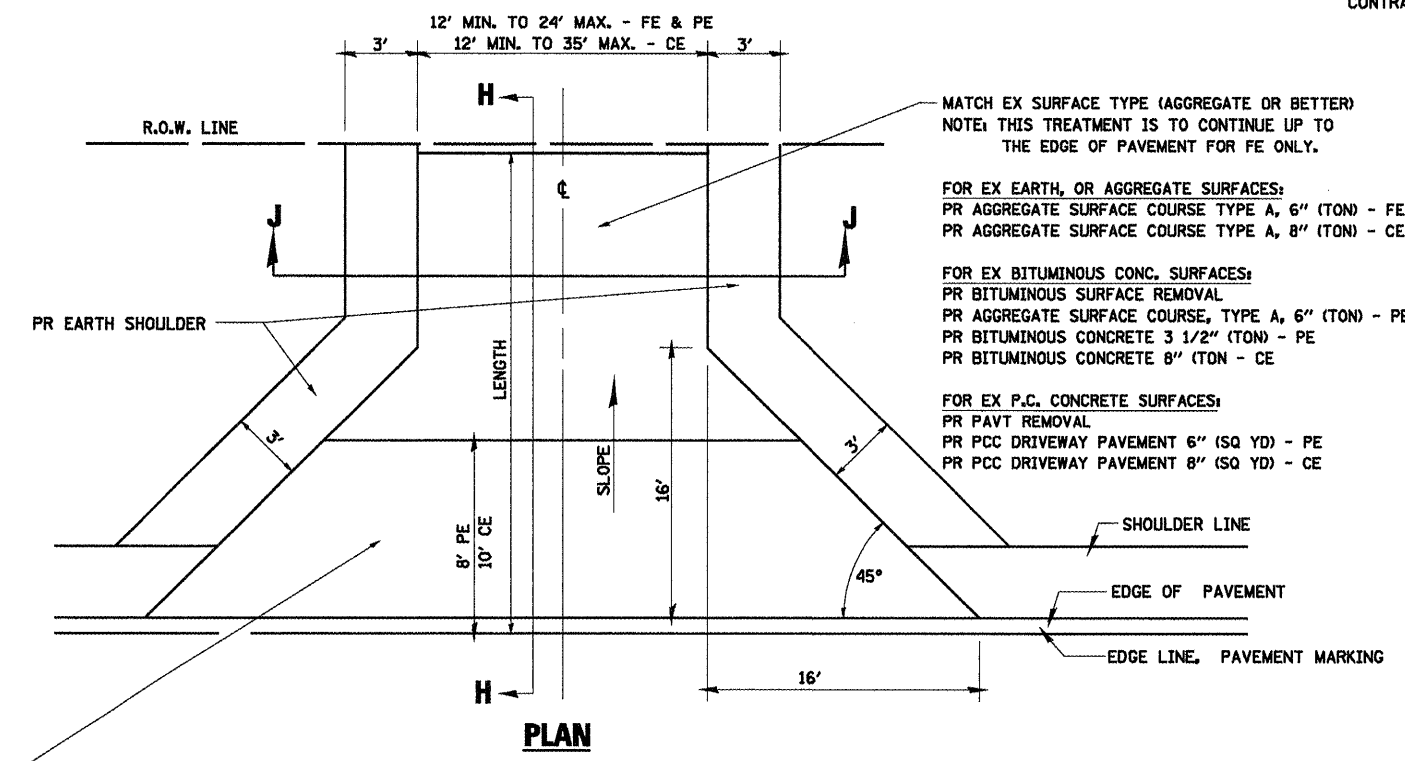 CONTRA
12' MIN. TO 24' MAX. - FE & PE
12' MIN. TO 35' MAX. - CE
3'
3'
H
R.O.W. LINE
MATCH EX SURFACE TYPE (AGGREGATE OR BETTER)
NOTE: THIS TREATMENT IS TO CONTINUE UP TO
THE EDGE OF PAVEMENT FOR FE ONLY.
℄
J
J
FOR EX EARTH, OR AGGREGATE SURFACES:
PR AGGREGATE SURFACE COURSE TYPE A, 6" (TON) - FE
PR AGGREGATE SURFACE COURSE TYPE A, 8" (TON) - CE
FOR EX BITUMINOUS CONC. SURFACES:
PR BITUMINOUS SURFACE REMOVAL
PR AGGREGATE SURFACE COURSE, TYPE A, 6" (TON) - PE
PR BITUMINOUS CONCRETE 3 1/2" (TON) - PE
PR BITUMINOUS CONCRETE 8" (TON - CE
FOR EX P.C. CONCRETE SURFACES:
PR PAVT REMOVAL
PR PCC DRIVEWAY PAVEMENT 6" (SQ YD) - PE
PR PCC DRIVEWAY PAVEMENT 8" (SQ YD) - CE
PR EARTH SHOULDER
LENGTH
SLOPE
3'
3'
16'
8' PE
10' CE
45°
SHOULDER LINE
EDGE OF PAVEMENT
EDGE LINE, PAVEMENT MARKING
16'
H
PLAN